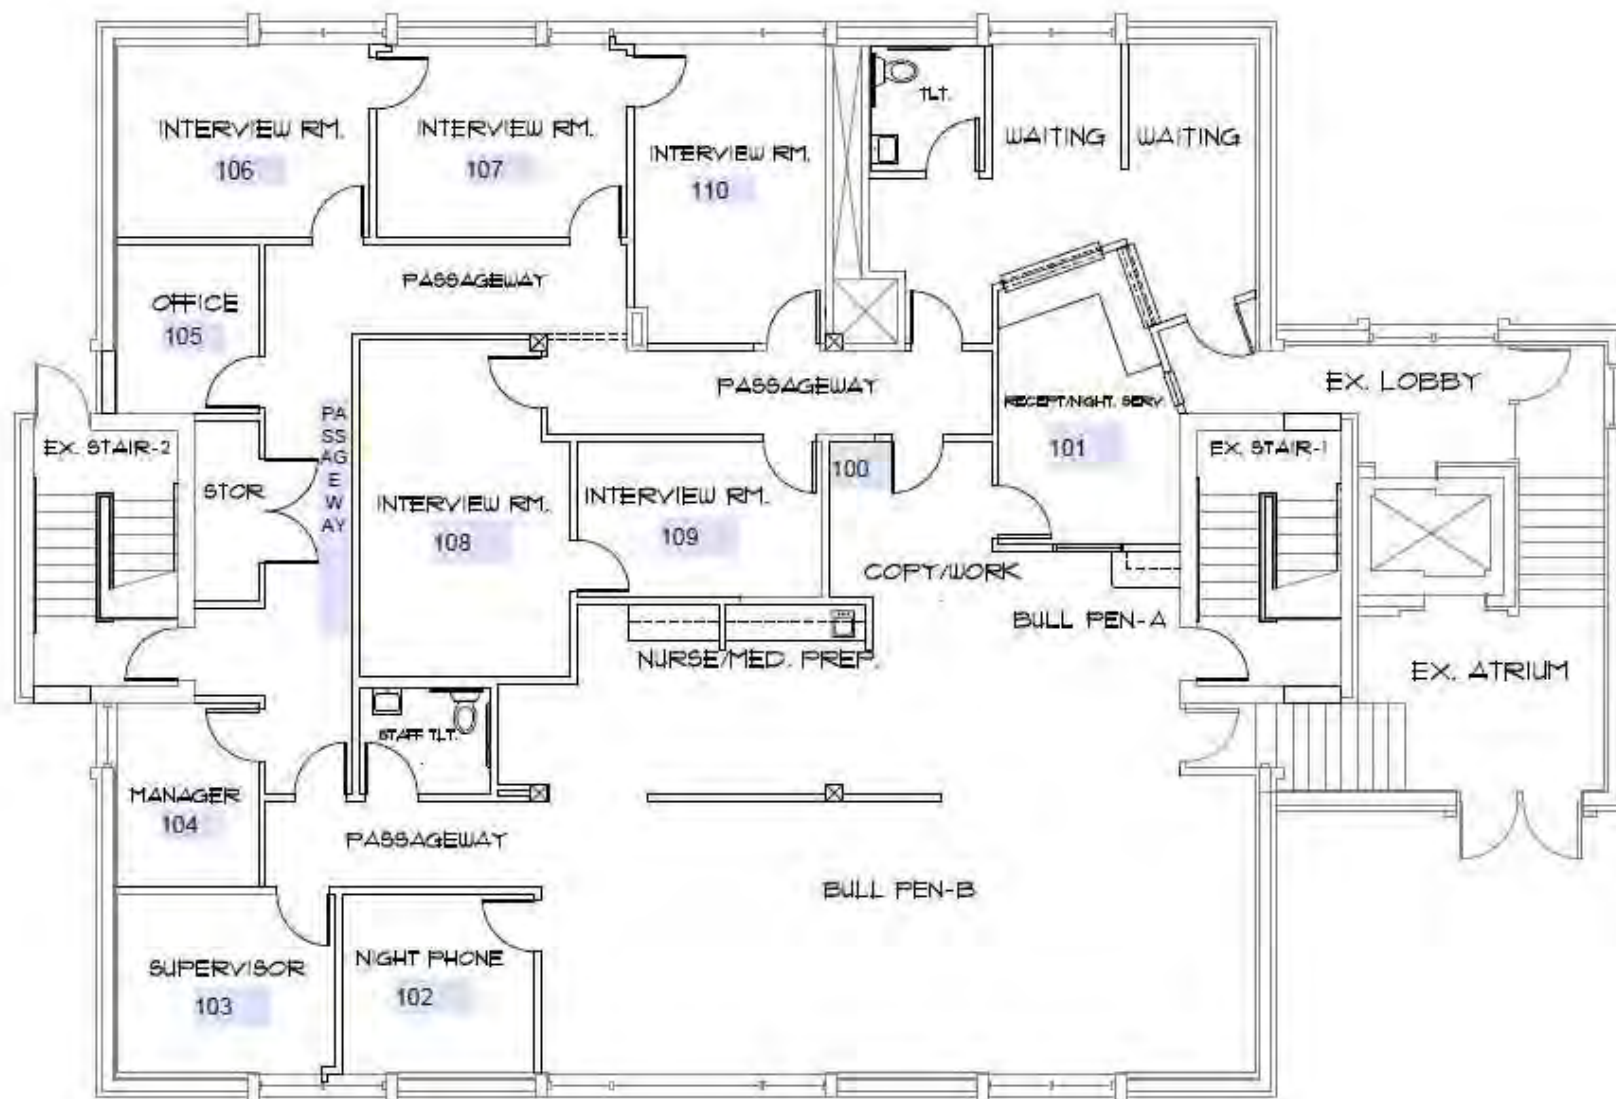 TLT.
INTERVIEW RM.
106
INTERVIEW RM.
107
INTERVIEW RM.
110
WAITING
WAITING
PASSAGEWAY
OFFICE
105
PASSAGEWAY
EX. LOBBY
RECEPT/NIGHT. SERV.
101
PA
SS
AG
E
W
AY
EX. STAIR-2
STOR
INTERVIEW RM.
108
INTERVIEW RM.
109
100
EX. STAIR-1
COPY/WORK
BULL PEN-A
NURSE/MED. PREP.
EX. ATRIUM
STAFF TLT.
MANAGER
104
PASSAGEWAY
BULL PEN-B
SUPERVISOR
103
NIGHT PHONE
102